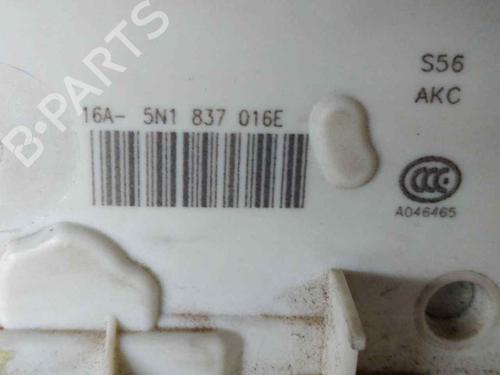 B-PARTS
S56
AKC
16A- 5N1 837 016E
CCC
A046465